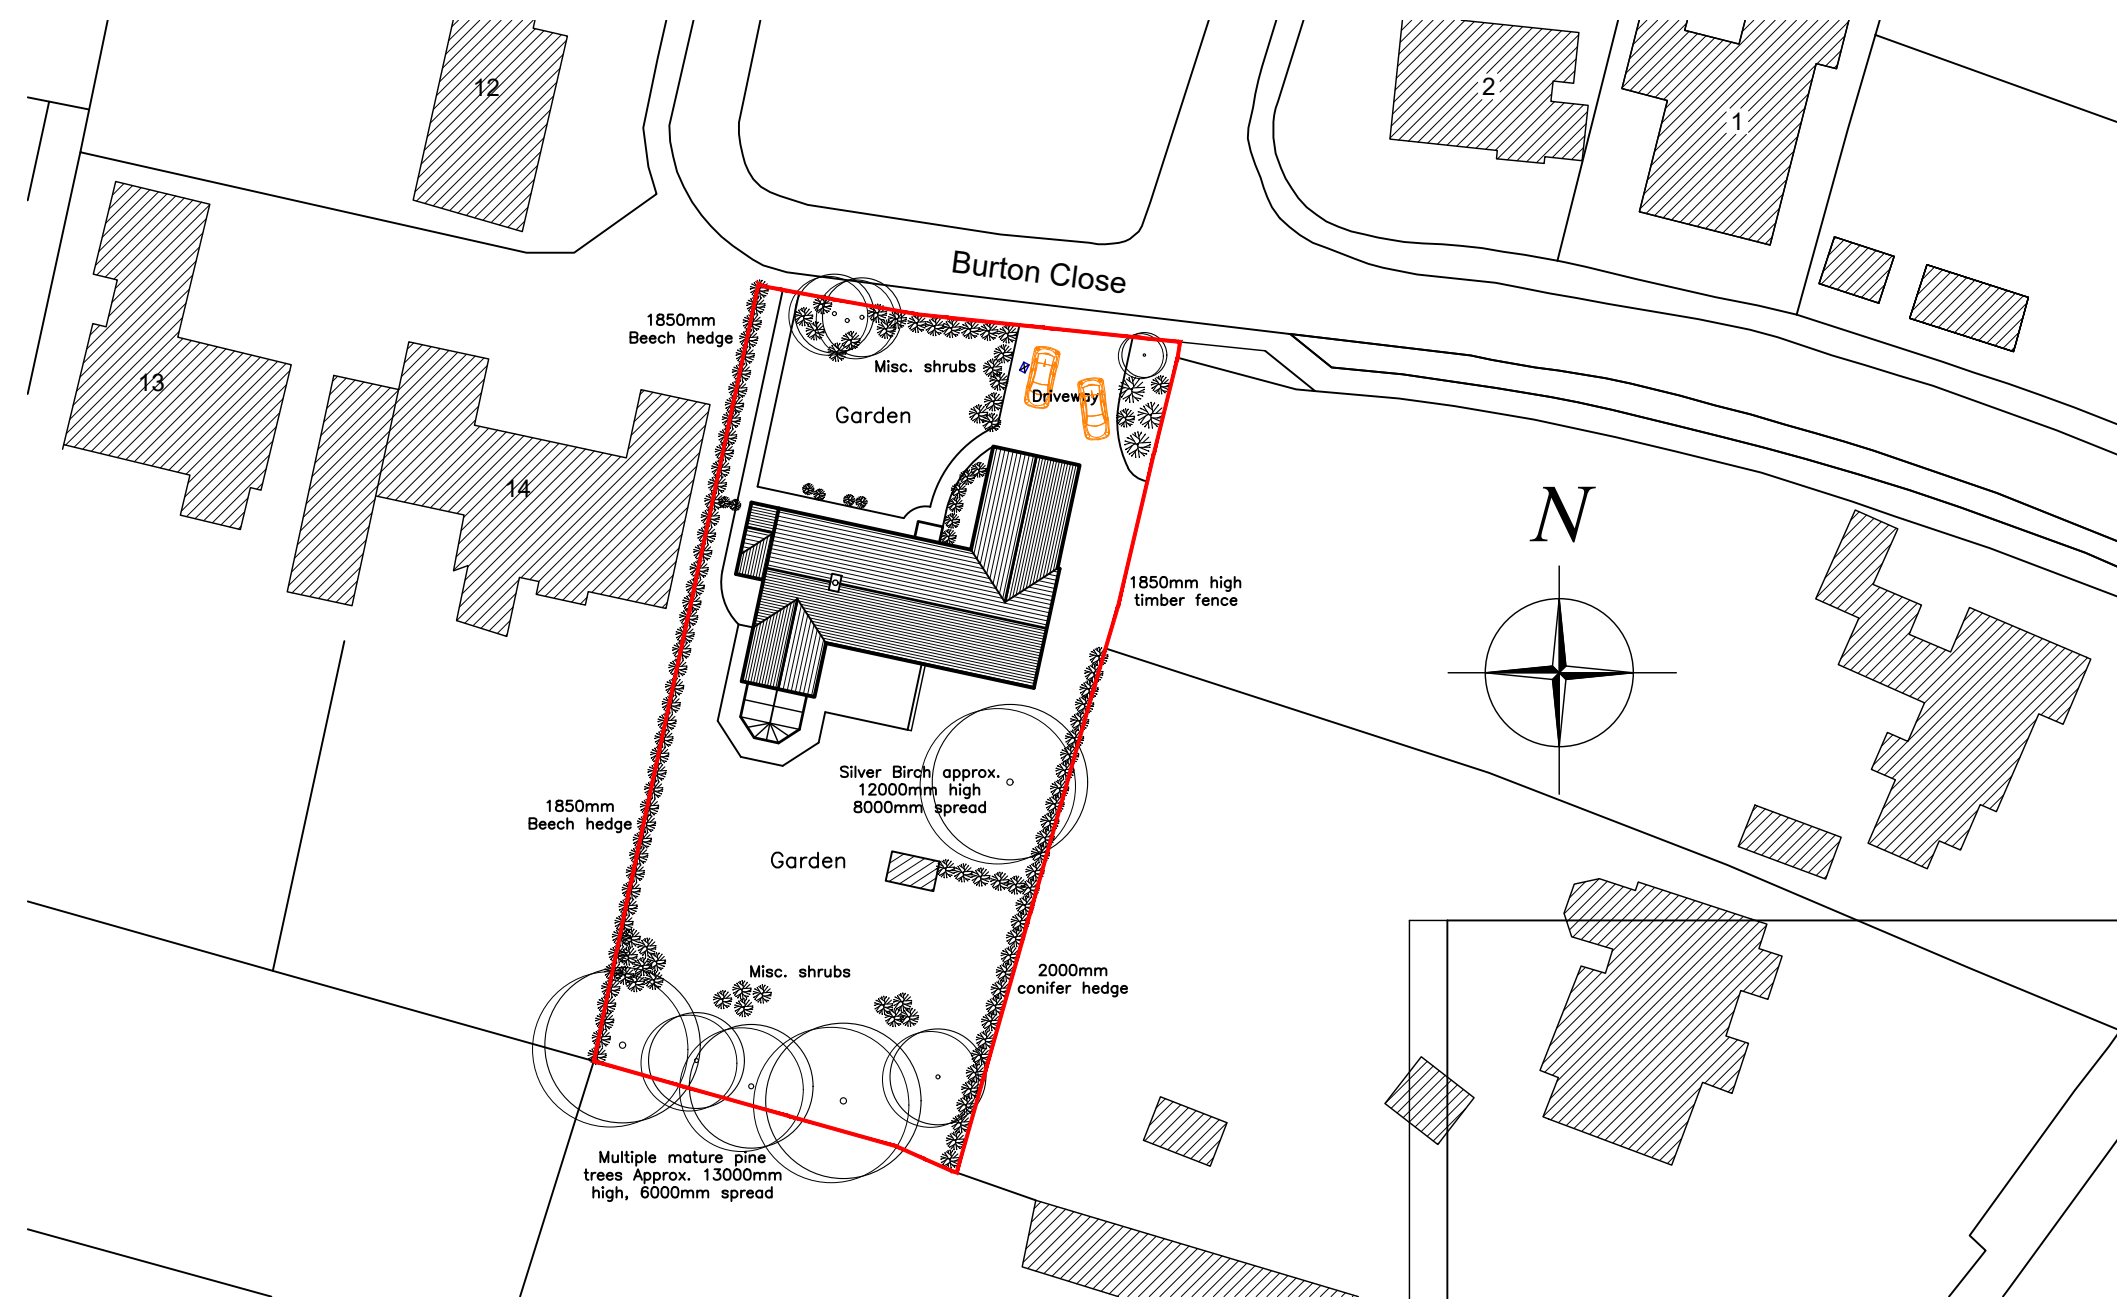 12
2
1
Burton Close
1850mm
Beech hedge
Misc. shrubs
Driveway
13
Garden
14
N
1850mm high
timber fence
Silver Birch approx.
12000mm high
8000mm spread
1850mm
Beech hedge
Garden
Misc. shrubs
2000mm
conifer hedge
Multiple mature pine
trees Approx. 13000mm
high, 6000mm spread